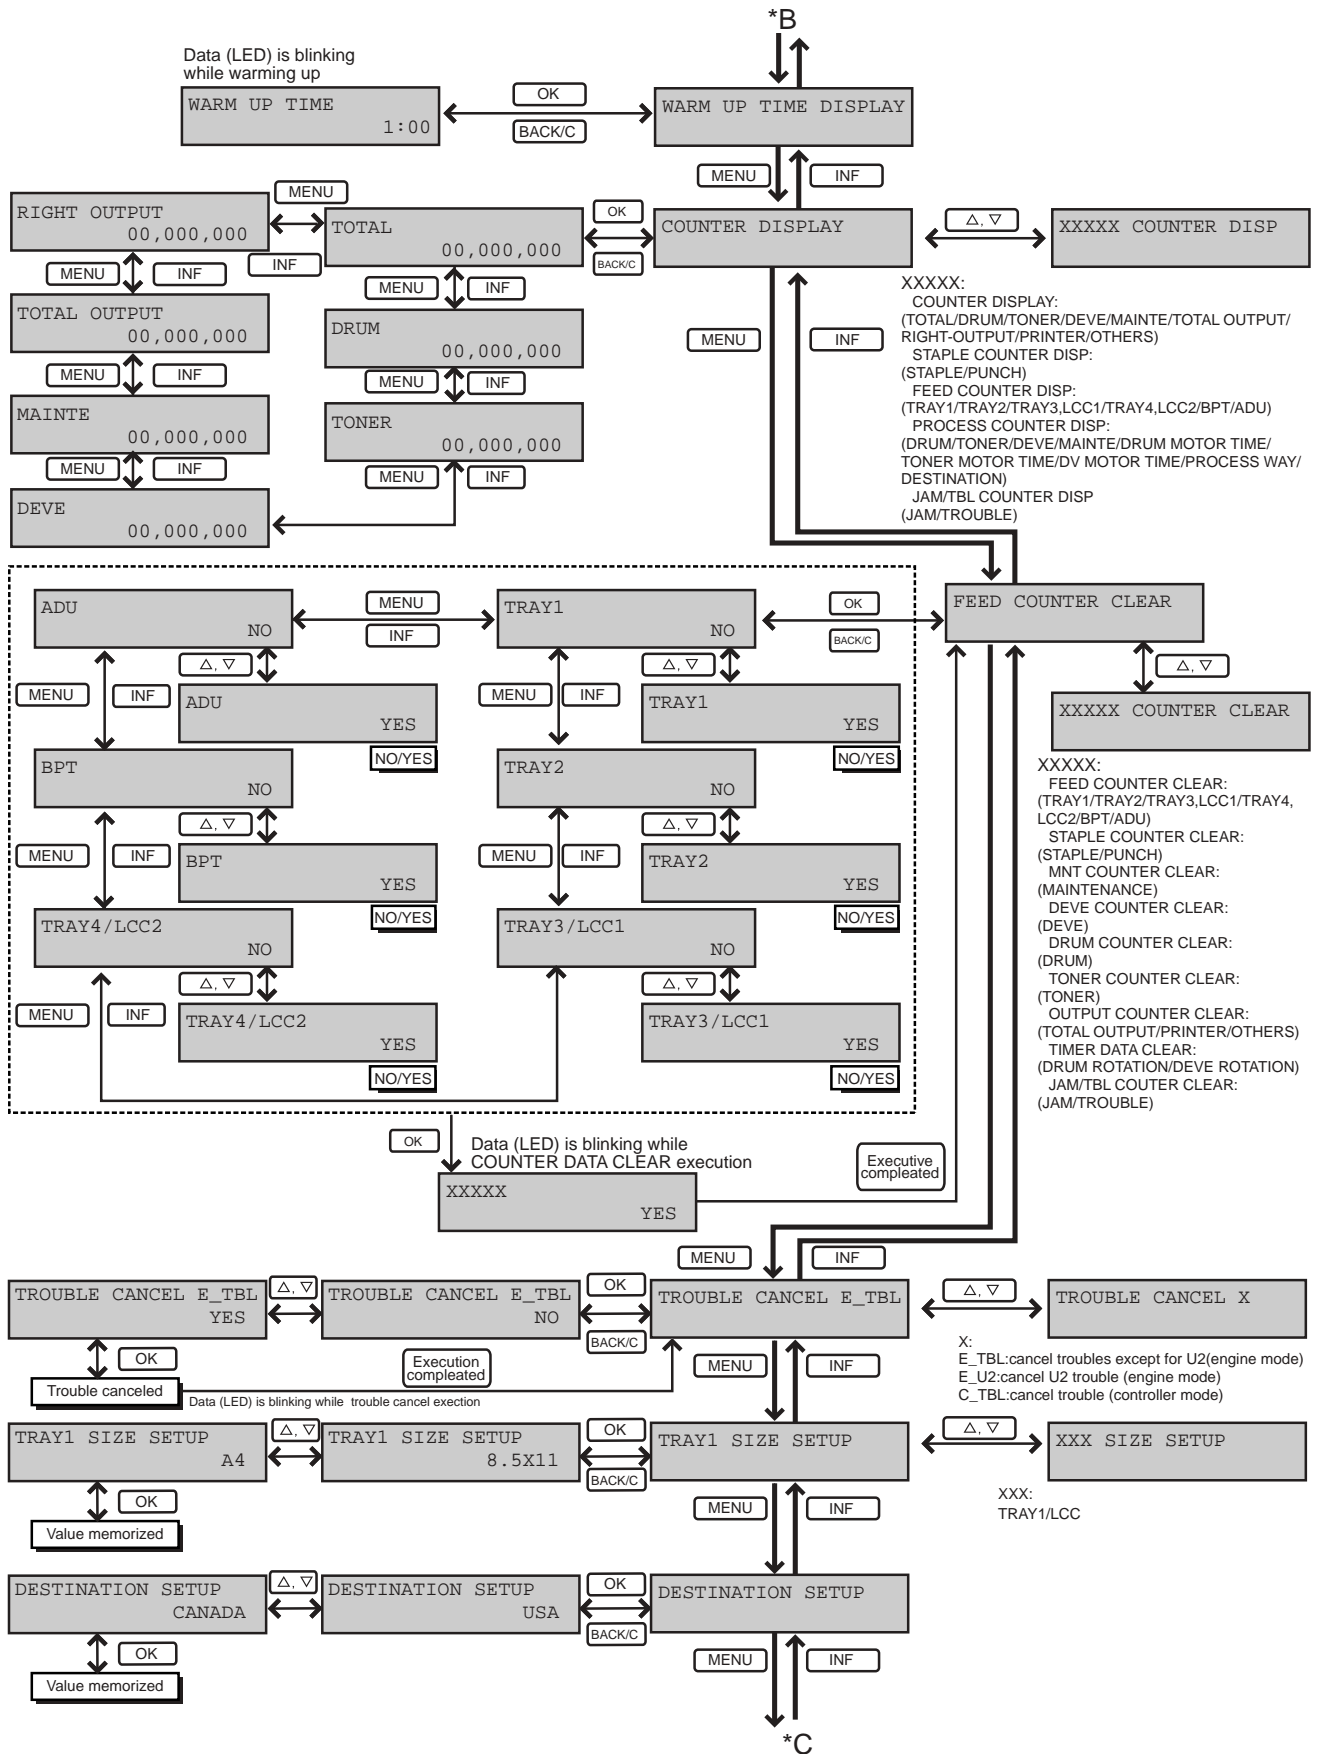 *B
Data (LED) is blinking
while warming up
WARM UP TIME
1:00
OK
BACK/C
WARM UP TIME DISPLAY
MENU
INF
RIGHT OUTPUT
00,000,000
MENU
INF
TOTAL
00,000,000
OK
BACK/C
COUNTER DISPLAY
△, ▽
XXXXX COUNTER DISP
MENU
INF
MENU
INF
TOTAL OUTPUT
00,000,000
DRUM
00,000,000
MENU
INF
XXXXX:
COUNTER DISPLAY:
(TOTAL/DRUM/TONER/DEVE/MAINTE/TOTAL OUTPUT/
RIGHT-OUTPUT/PRINTER/OTHERS)
STAPLE COUNTER DISP:
(STAPLE/PUNCH)
FEED COUNTER DISP:
(TRAY1/TRAY2/TRAY3,LCC1/TRAY4,LCC2/BPT/ADU)
PROCESS COUNTER DISP:
(DRUM/TONER/DEVE/MAINTE/DRUM MOTOR TIME/
TONER MOTOR TIME/DV MOTOR TIME/PROCESS WAY/
DESTINATION)
JAM/TBL COUNTER DISP
(JAM/TROUBLE)
MENU
INF
MENU
INF
MAINTE
00,000,000
TONER
00,000,000
MENU
INF
MENU
INF
DEVE
00,000,000
ADU
NO
MENU
INF
TRAY1
NO
OK
BACK/C
FEED COUNTER CLEAR
△, ▽
△, ▽
△, ▽
MENU
INF
ADU
YES
NO/YES
MENU
INF
TRAY1
YES
NO/YES
XXXXX COUNTER CLEAR
BPT
NO
TRAY2
NO
XXXXX:
FEED COUNTER CLEAR:
(TRAY1/TRAY2/TRAY3,LCC1/TRAY4,
LCC2/BPT/ADU)
STAPLE COUNTER CLEAR:
(STAPLE/PUNCH)
MNT COUNTER CLEAR:
(MAINTENANCE)
DEVE COUNTER CLEAR:
(DEVE)
DRUM COUNTER CLEAR:
(DRUM)
TONER COUNTER CLEAR:
(TONER)
OUTPUT COUNTER CLEAR:
(TOTAL OUTPUT/PRINTER/OTHERS)
TIMER DATA CLEAR:
(DRUM ROTATION/DEVE ROTATION)
JAM/TBL COUTER CLEAR:
(JAM/TROUBLE)
△, ▽
△, ▽
MENU
INF
BPT
YES
NO/YES
MENU
INF
TRAY2
YES
NO/YES
TRAY4/LCC2
NO
TRAY3/LCC1
NO
△, ▽
△, ▽
MENU
INF
TRAY4/LCC2
YES
NO/YES
TRAY3/LCC1
YES
NO/YES
OK
Data (LED) is blinking while
COUNTER DATA CLEAR execution
XXXXX
YES
Executive
compleated
MENU
INF
TROUBLE CANCEL E_TBL
YES
△, ▽
TROUBLE CANCEL E_TBL
NO
OK
BACK/C
TROUBLE CANCEL E_TBL
△, ▽
TROUBLE CANCEL X
OK
Trouble canceled
Execution
compleated
Data (LED) is blinking while trouble cancel exection
MENU
INF
X:
E_TBL:cancel troubles except for U2(engine mode)
E_U2:cancel U2 trouble (engine mode)
C_TBL:cancel trouble (controller mode)
TRAY1 SIZE SETUP
A4
△, ▽
TRAY1 SIZE SETUP
8.5X11
OK
BACK/C
TRAY1 SIZE SETUP
△, ▽
XXX SIZE SETUP
OK
Value memorized
MENU
INF
XXX:
TRAY1/LCC
DESTINATION SETUP
CANADA
△, ▽
DESTINATION SETUP
USA
OK
BACK/C
DESTINATION SETUP
OK
Value memorized
MENU
INF
*C